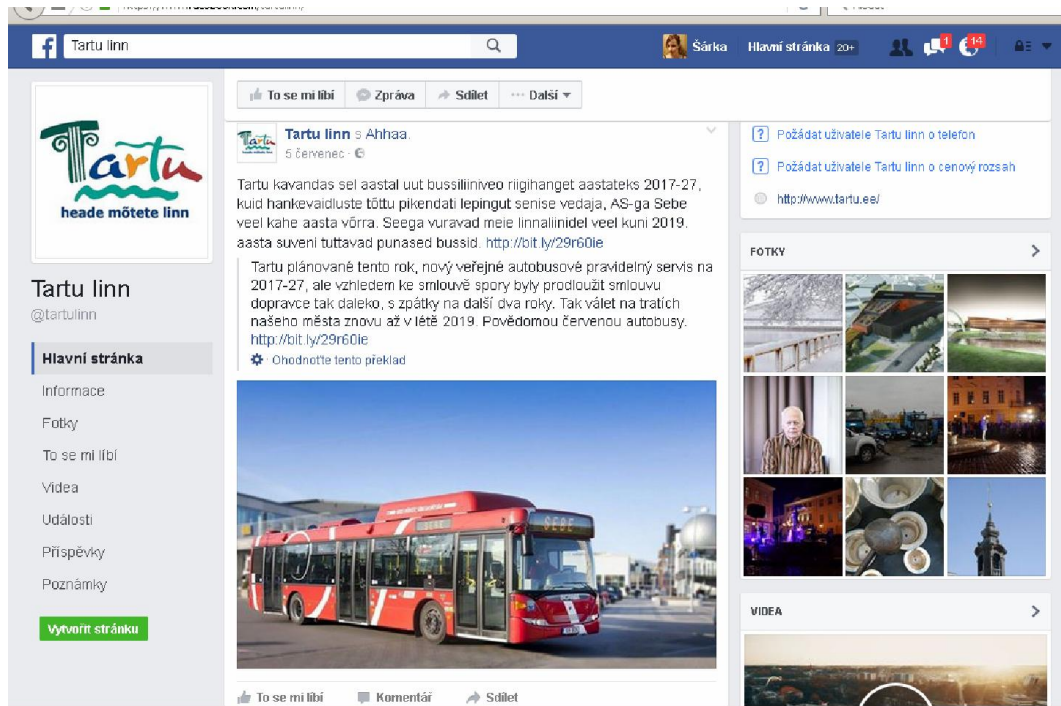 Tartu linn
Šárka
Hlavní stránka 20+
1
14
Tartu
heade mõtete linn
Tartu linn
@tartulinn
Hlavní stránka
Informace
Fotky
To se mi líbí
Videa
Události
Příspěvky
Poznámky
Vytvořit stránku
To se mi líbí
Zpráva
Sdílet
Další
Tartu linn s Ahhaa.
5 červenec ·
Tartu kavandas sel aastal uut bussiliiniveo riigihanget aastateks 2017-27,
kuid hankevaidluste tõttu pikendati lepingut senise vedaja, AS-ga Sebe
veel kahe aasta võrra. Seega vuravad meie linnaliinidel veel kuni 2019.
aasta suveni tuttavad punased bussid. http://bit.ly/29r60ie
Tartu plánované tento rok, nový veřejné autobusové pravidelný servis na
2017-27, ale vzhledem ke smlouvě spory byly prodloužit smlouvu
dopravce tak daleko, s zpátky na další dva roky. Tak válet na tratích
našeho města znovu až v létě 2019. Povědomou červenou autobusy.
http://bit.ly/29r60ie
· Ohodnoťte tento překlad
SEBE
SEBE
To se mi líbí
Komentář
Sdílet
Požádat uživatele Tartu linn o telefon
Požádat uživatele Tartu linn o cenový rozsah
http://www.tartu.ee/
FOTKY
VIDEA